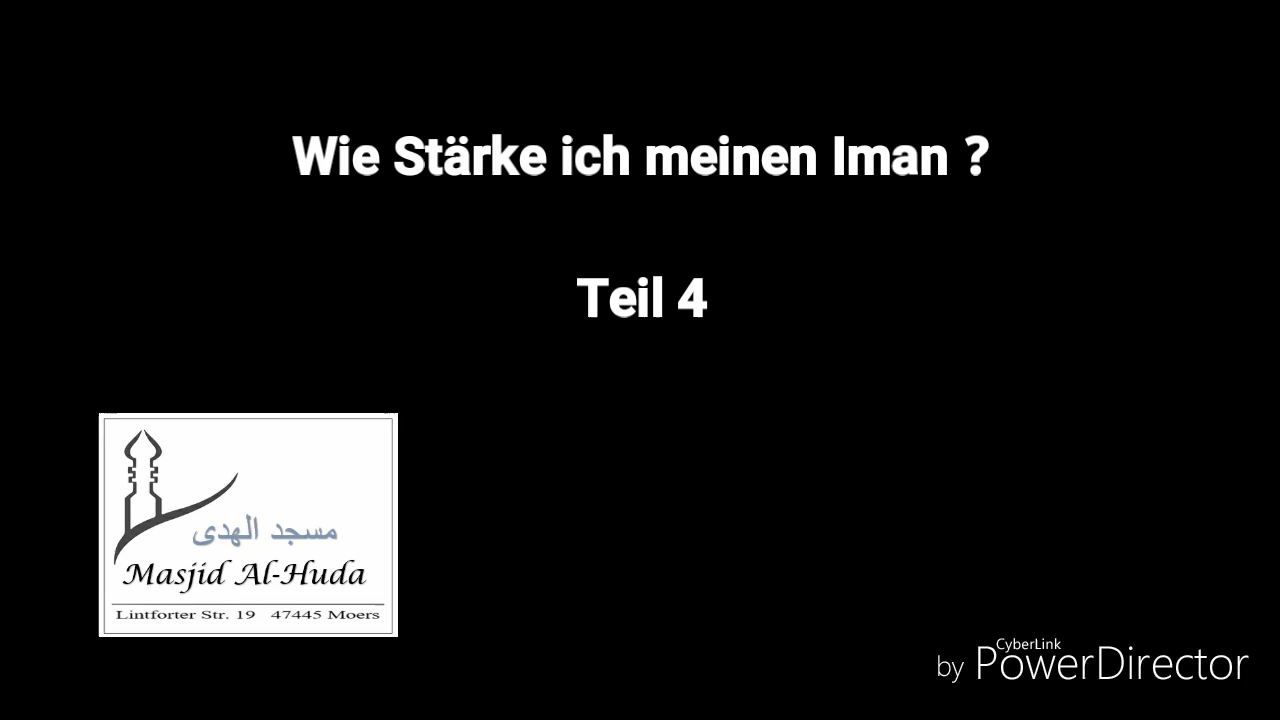 Wie Stärke ich meinen Iman ?
Teil 4
مسجد الهدى
Masjid Al-Huda
Lintforter Str. 19 47445 Moers
CyberLink
by PowerDirector